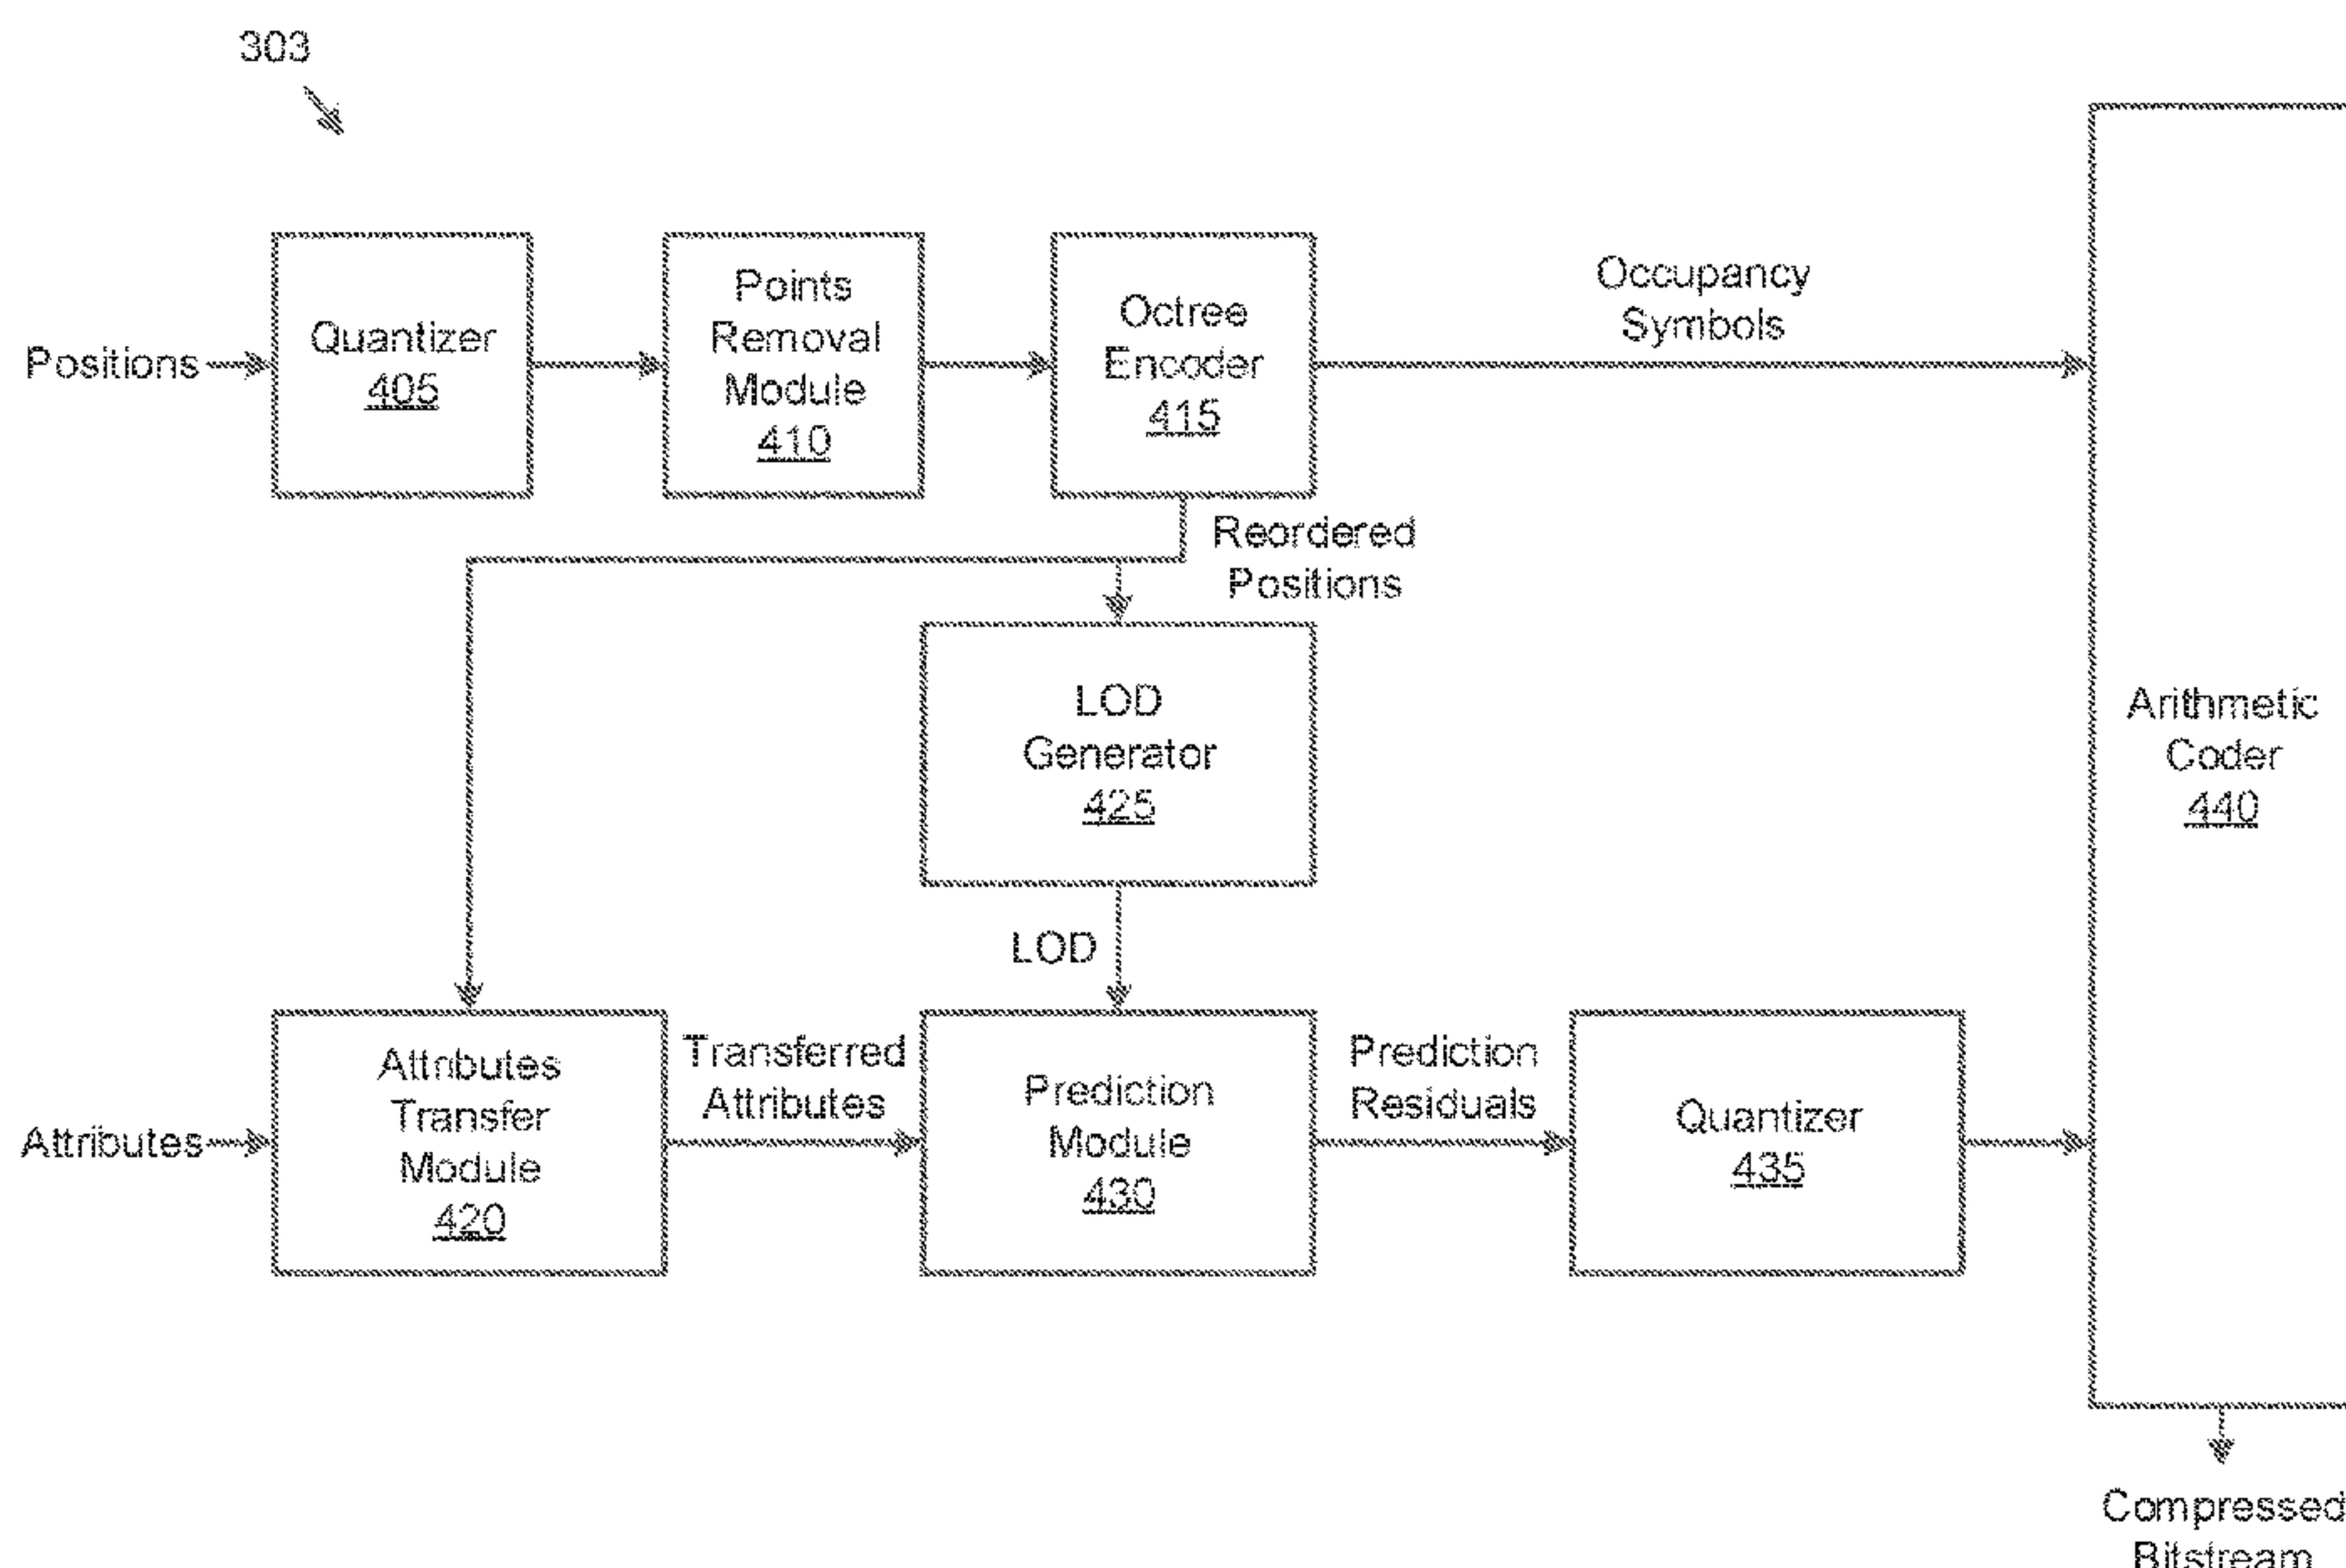 303
Positions
Quantizer
405
Points
Removal
Module
410
Octree
Encoder
415
Occupancy
Symbols
Reordered
Positions
LOD
Generator
425
LOD
Arithmetic
Coder
440
Attributes
Attributes
Transfer
Module
420
Transferred
Attributes
Prediction
Module
430
Prediction
Residuals
Quantizer
435
Compressed
Bitstream